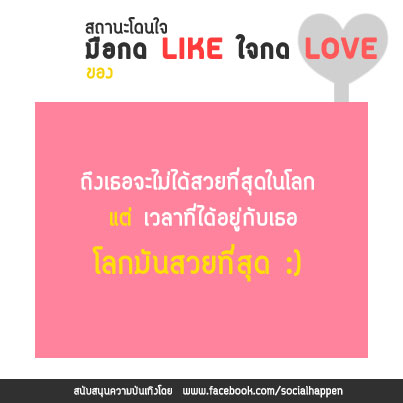 สถานะโดนใจ
มือกด LIKE ใจกด LOVE
ของ
ถึงเธอจะไม่ได้สวยที่สุดในโลก
แต่ เวลาที่ได้อยู่กับเธอ
โลกมันสวยที่สุด :)
สนับสนุนความบันเทิงโดย www.facebook.com/socialhappen